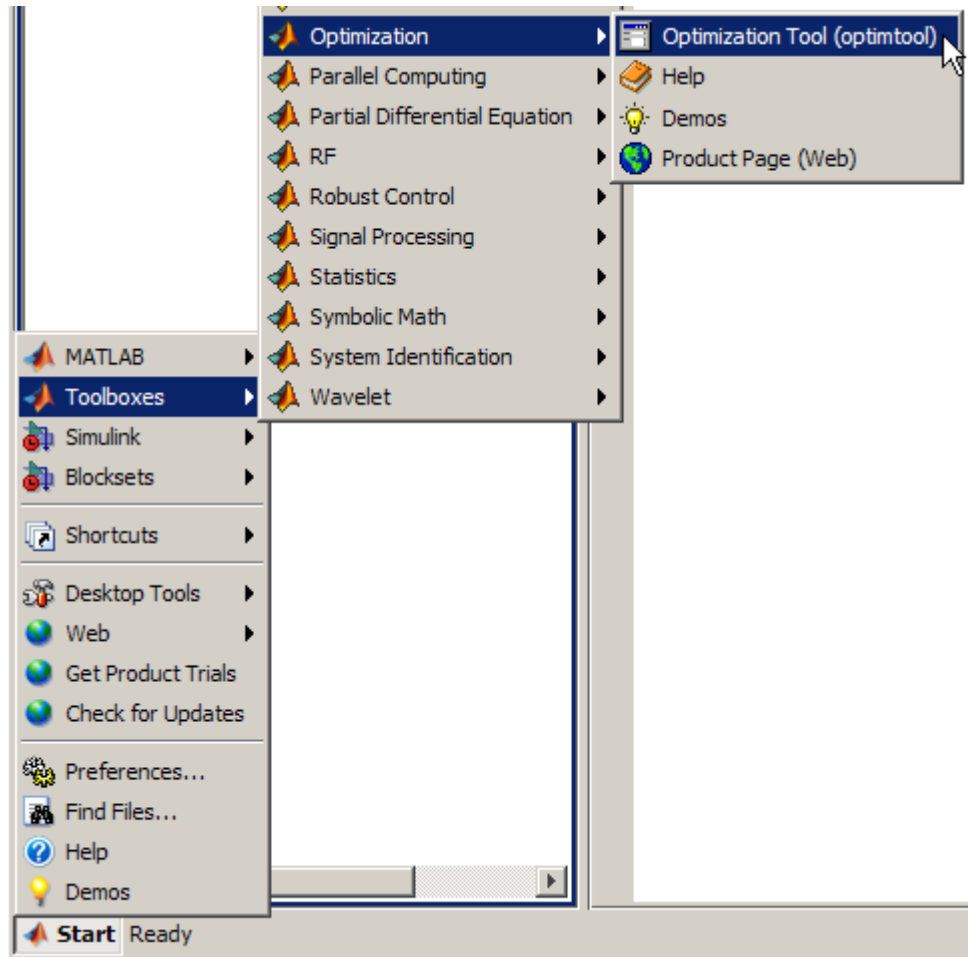 Optimization
Parallel Computing
Partial Differential Equation
RF
Robust Control
Signal Processing
Statistics
Symbolic Math
System Identification
Wavelet
Optimization Tool (optimtool)
Help
Demos
Product Page (Web)
MATLAB
Toolboxes
Simulink
Blocksets
Shortcuts
Desktop Tools
Web
Get Product Trials
Check for Updates
Preferences...
Find Files...
Help
Demos
Start Ready